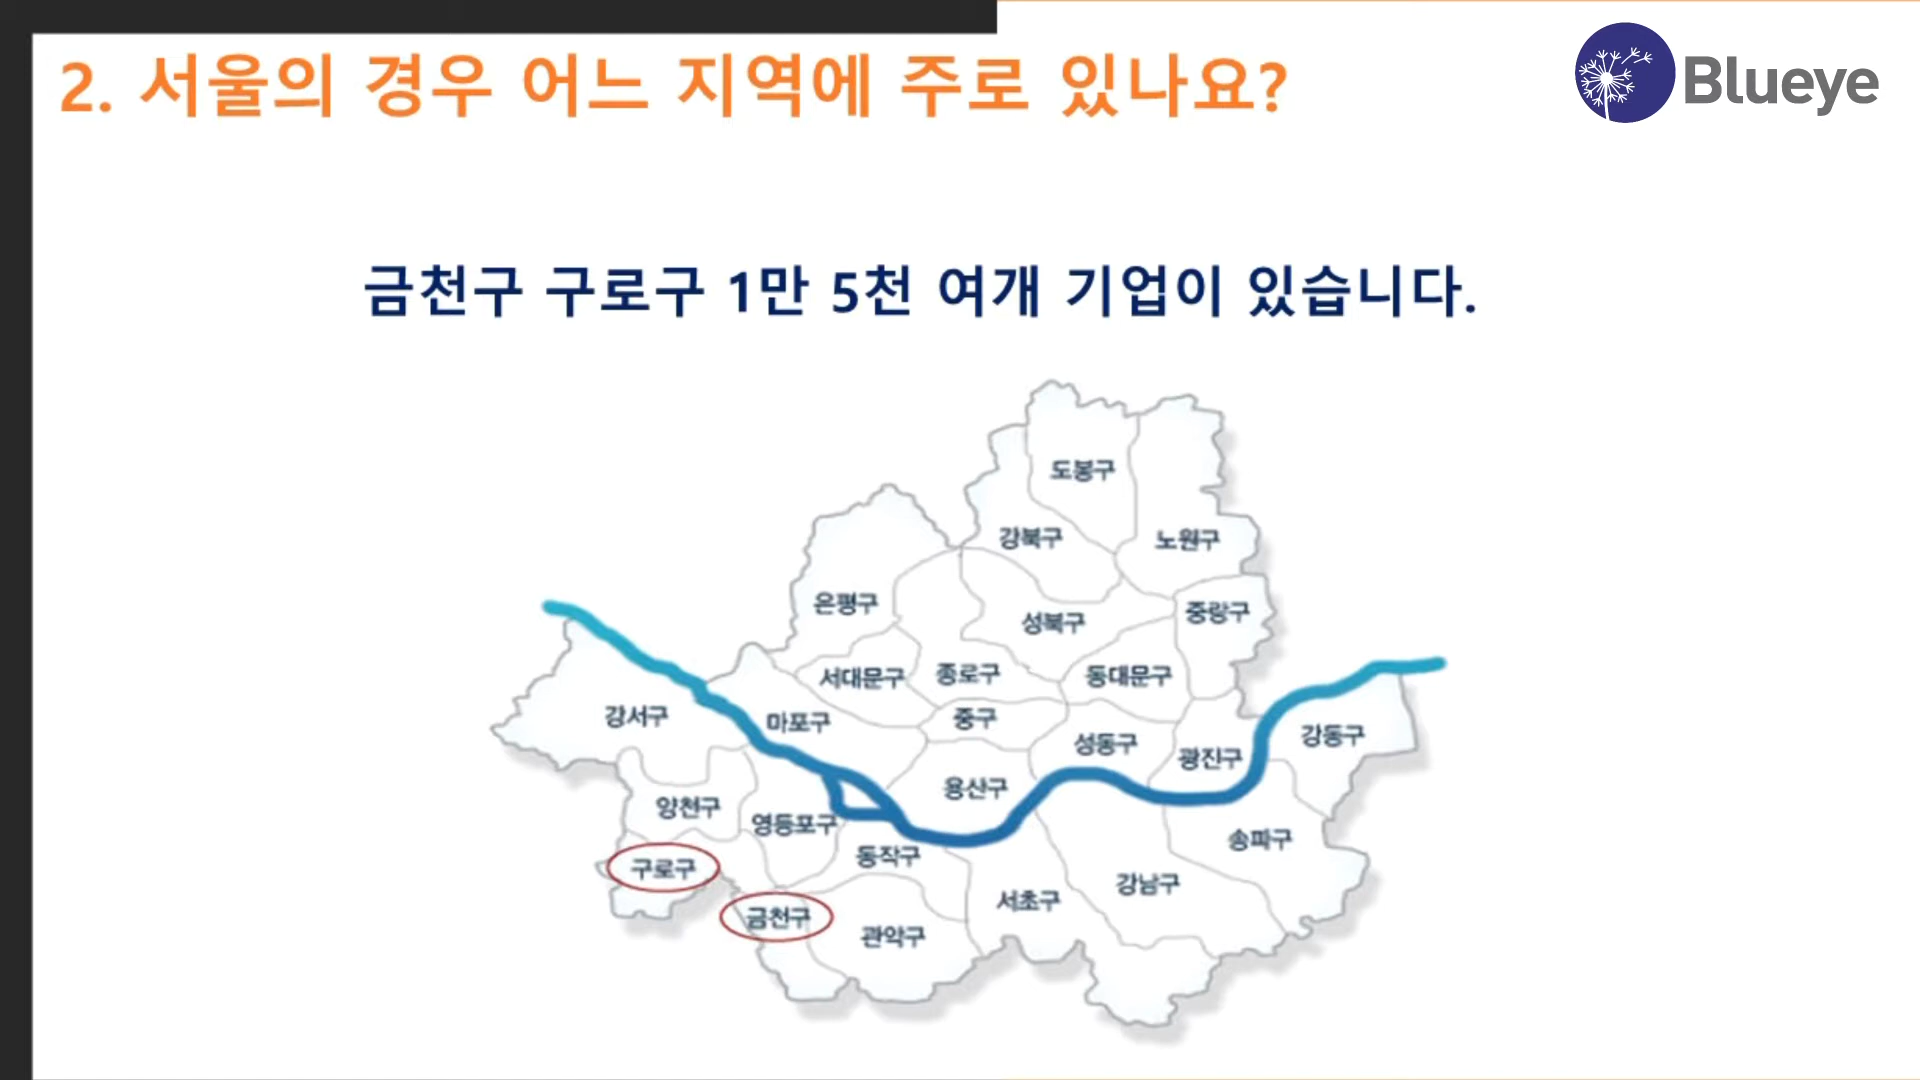 2. 서울의 경우 어느 지역에 주로 있나요?
Blueye
금천구 구로구 1만 5천 여개 기업이 있습니다.
도봉구
강북구
노원구
은평구
성북구
중랑구
서대문구
종로구
동대문구
강서구
마포구
중구
성동구
광진구
강동구
양천구
영등포구
용산구
송파구
구로구
동작구
강남구
서초구
금천구
관악구